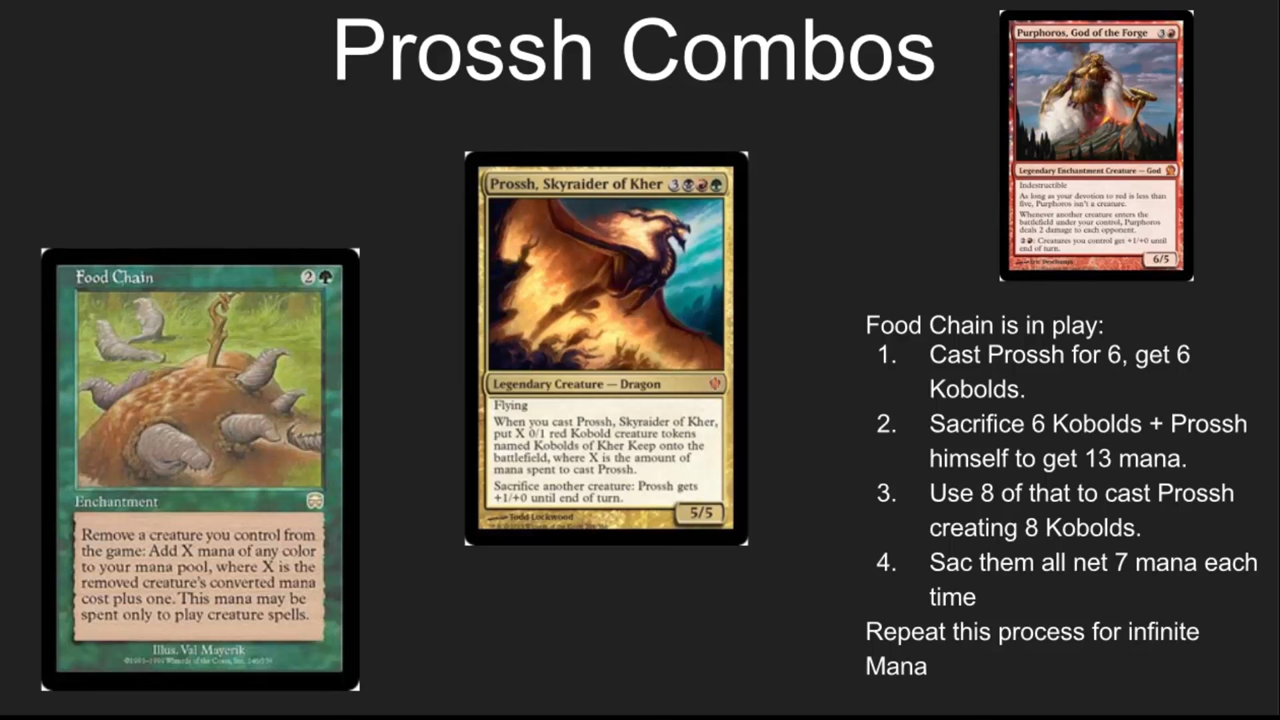 Prossh Combos
Purphoros, God of the Forge 3
Legendary Enchantment Creature — God
Indestructible
As long as your devotion to red is less than
five, Purphoros isn't a creature.
Whenever another creature enters the
battlefield under your control, Purphoros
deals 2 damage to each opponent.
2 : Creatures you control get +1/+0 until
end of turn.
6/5
Prossh, Skyraider of Kher 3
Legendary Creature — Dragon
Flying
When you cast Prossh, Skyraider of Kher,
put X 0/1 red Kobold creature tokens
named Kobolds of Kher Keep onto the
battlefield, where X is the amount of
mana spent to cast Prossh.
Sacrifice another creature: Prossh gets
+1/+0 until end of turn.
Todd Lockwood
5/5
Food Chain 2
Enchantment
Remove a creature you control from
the game: Add X mana of any color
to your mana pool, where X is the
removed creature's converted mana
cost plus one. This mana may be
spent only to play creature spells.
Illus. Val Mayerik
Food Chain is in play:
1. Cast Prossh for 6, get 6
Kobolds.
2. Sacrifice 6 Kobolds + Prossh
himself to get 13 mana.
3. Use 8 of that to cast Prossh
creating 8 Kobolds.
4. Sac them all net 7 mana each
time
Repeat this process for infinite
Mana